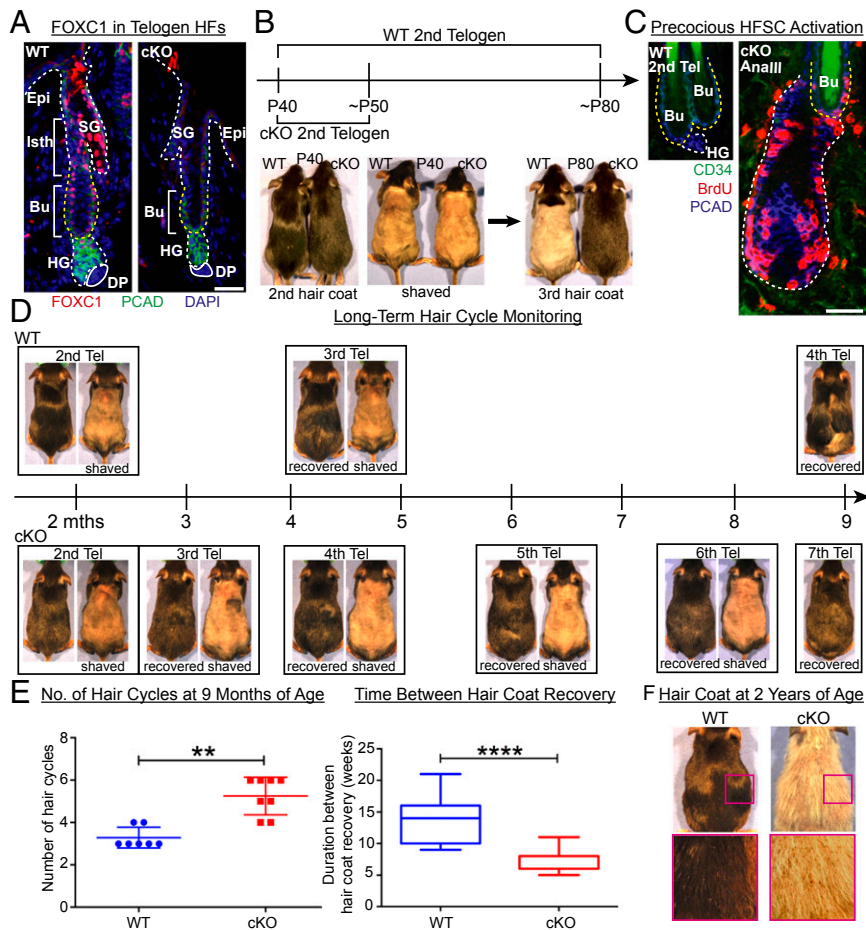 A FOXC1 in Telogen HFs
WT
cKO
Epi
SG
Epi
SG
Isth
Bu
Bu
HG
HG
DP
DP
FOXC1 PCAD DAPI
B
WT 2nd Telogen
P40 ~P50 ~P80
cKO 2nd Telogen
WT P40 cKO
WT P40 cKO
WT P80 cKO
2nd hair coat
shaved
3rd hair coat
C Precocious HFSC Activation
WT
2nd Tel
cKO
AnaIII
Bu
Bu
Bu
HG
CD34
BrdU
PCAD
D Long-Term Hair Cycle Monitoring
WT
2nd Tel
shaved
3rd Tel
recovered shaved
4th Tel
recovered
2 mths 3 4 5 6 7 8 9
cKO
2nd Tel
shaved
3rd Tel
recovered shaved
4th Tel
recovered shaved
5th Tel
recovered shaved
6th Tel
recovered shaved
7th Tel
recovered
E No. of Hair Cycles at 9 Months of Age
Number of hair cycles
8
6
4
2
0
**
WT cKO
Time Between Hair Coat Recovery
Duration between
hair coat recovery (weeks)
25
20
15
10
5
0
****
WT cKO
F Hair Coat at 2 Years of Age
WT cKO